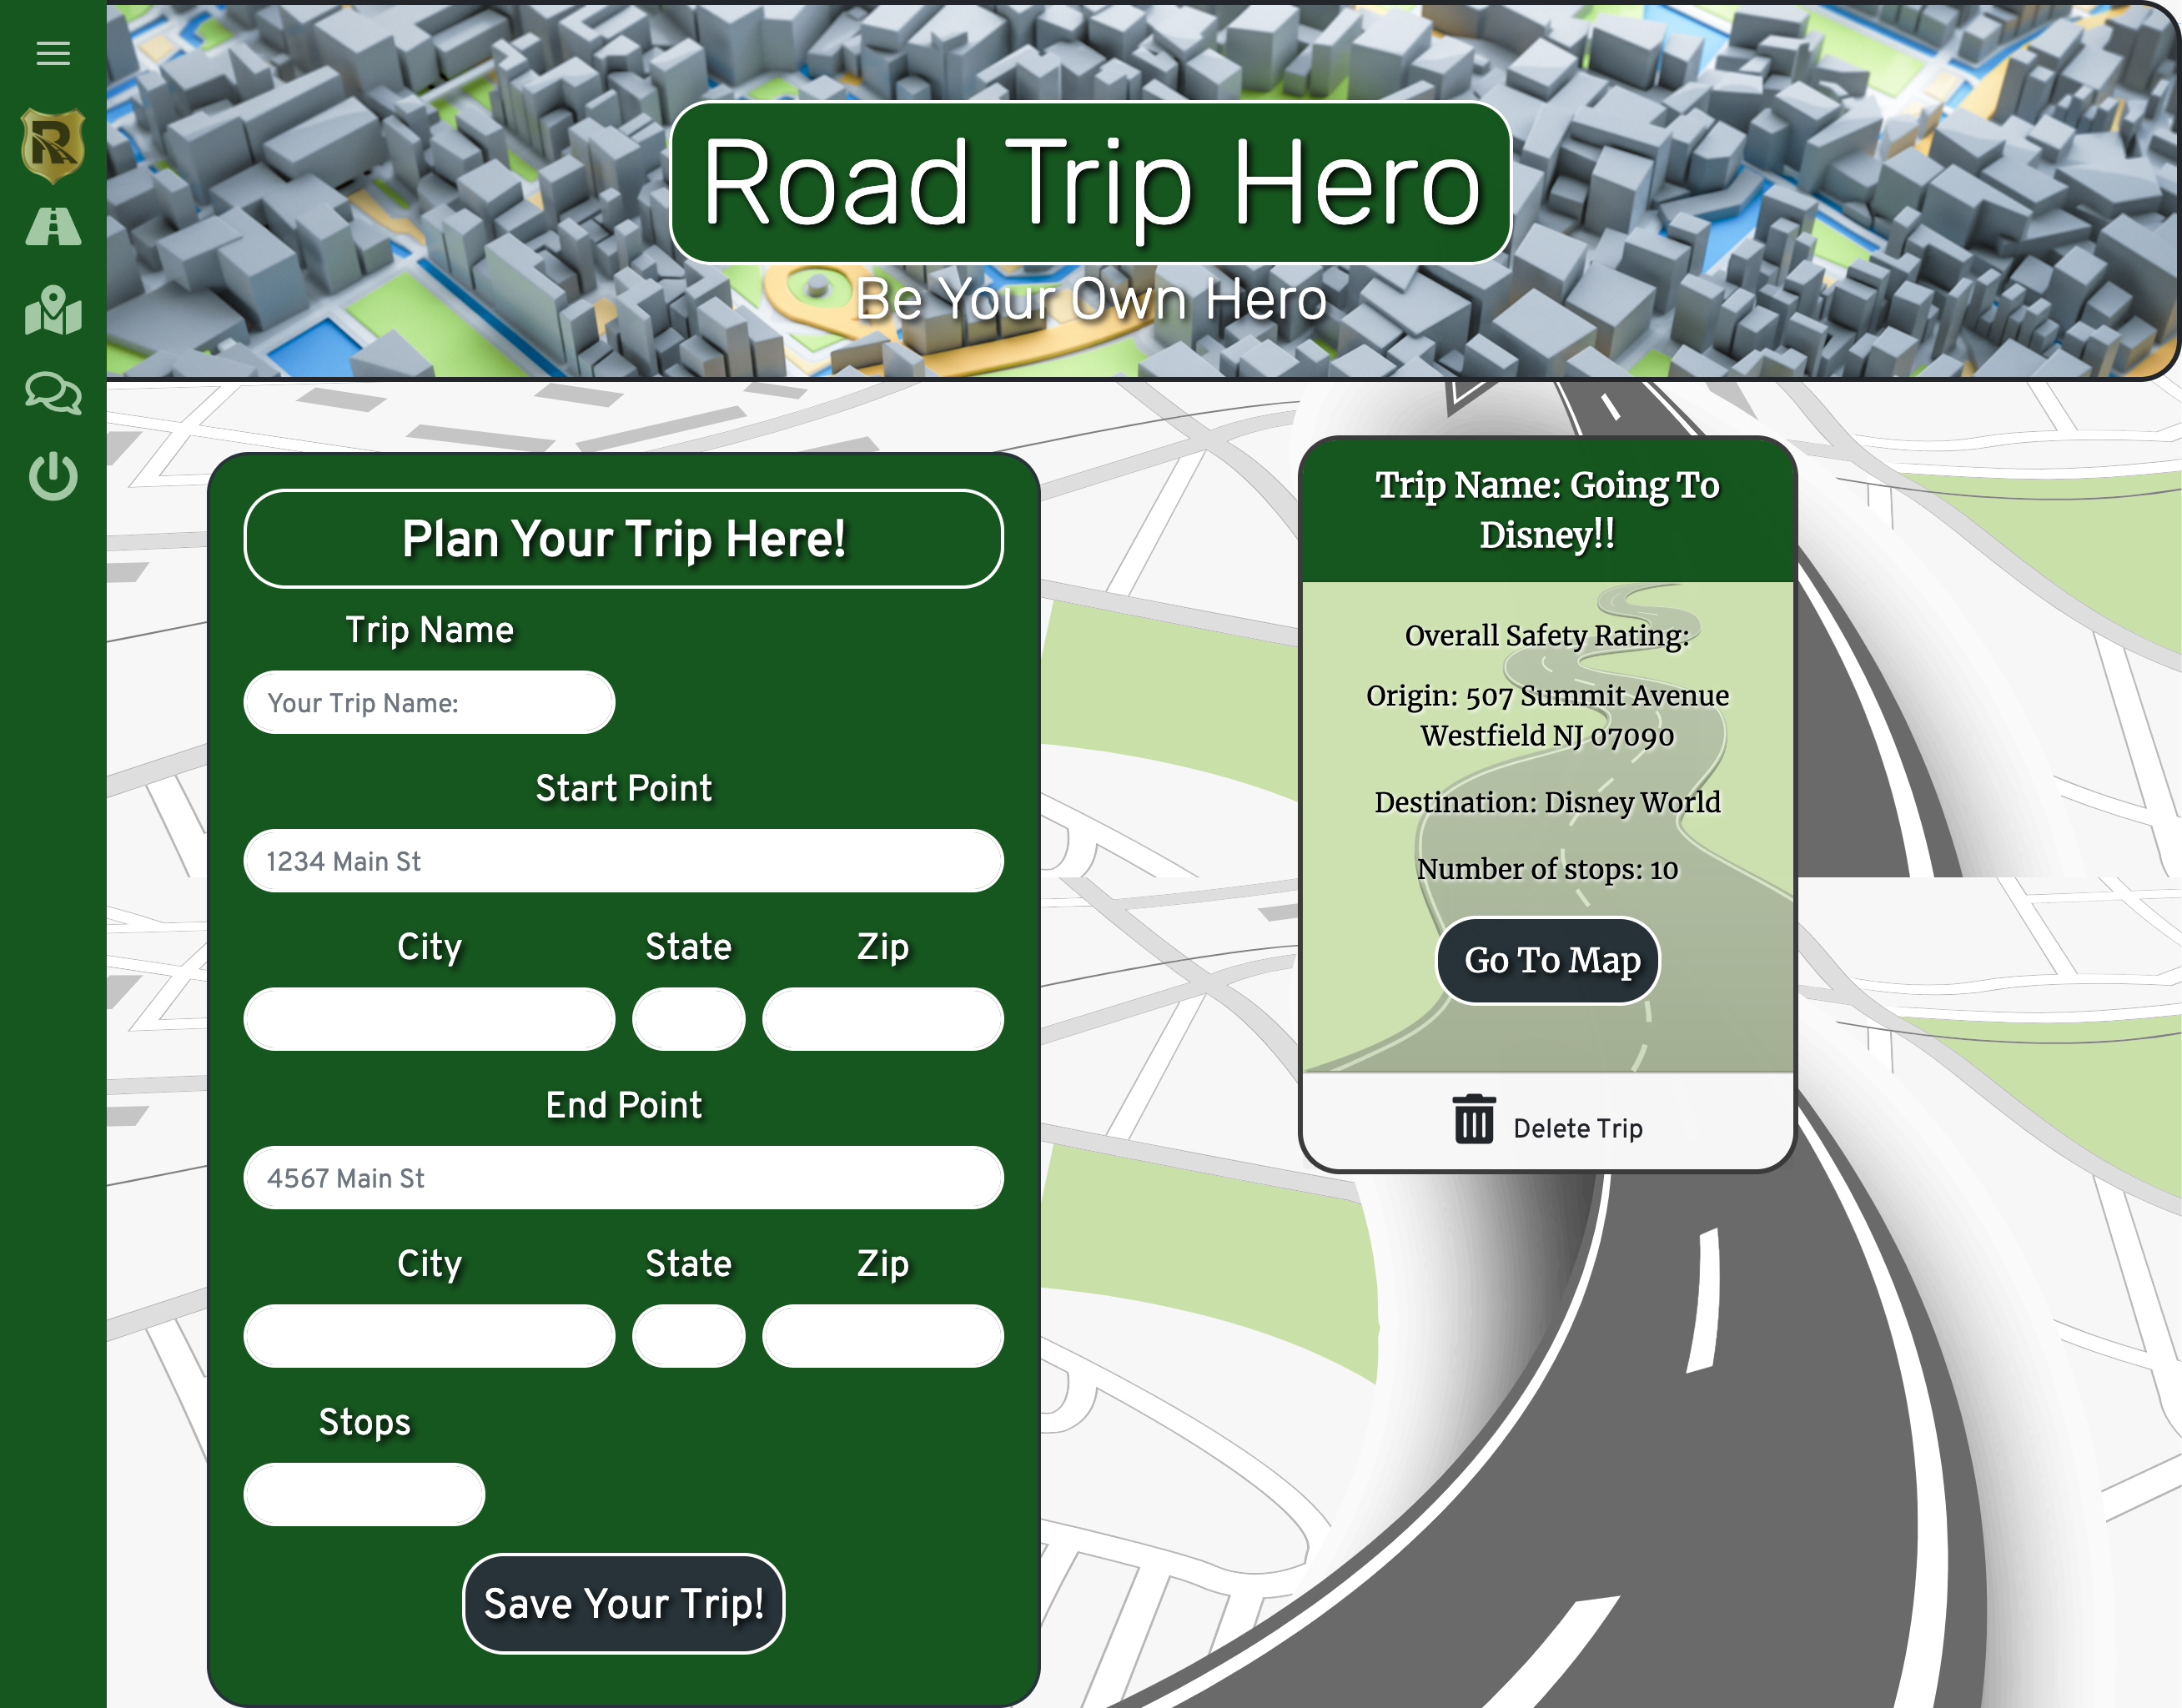 R
Road Trip Hero
Be Your Own Hero
Plan Your Trip Here!
Trip Name
Your Trip Name:
Start Point
1234 Main St
City State Zip
End Point
4567 Main St
City State Zip
Stops
Save Your Trip!
Trip Name: Going To
Disney!!
Overall Safety Rating:
Origin: 507 Summit Avenue
Westfield NJ 07090
Destination: Disney World
Number of stops: 10
Go To Map
Delete Trip